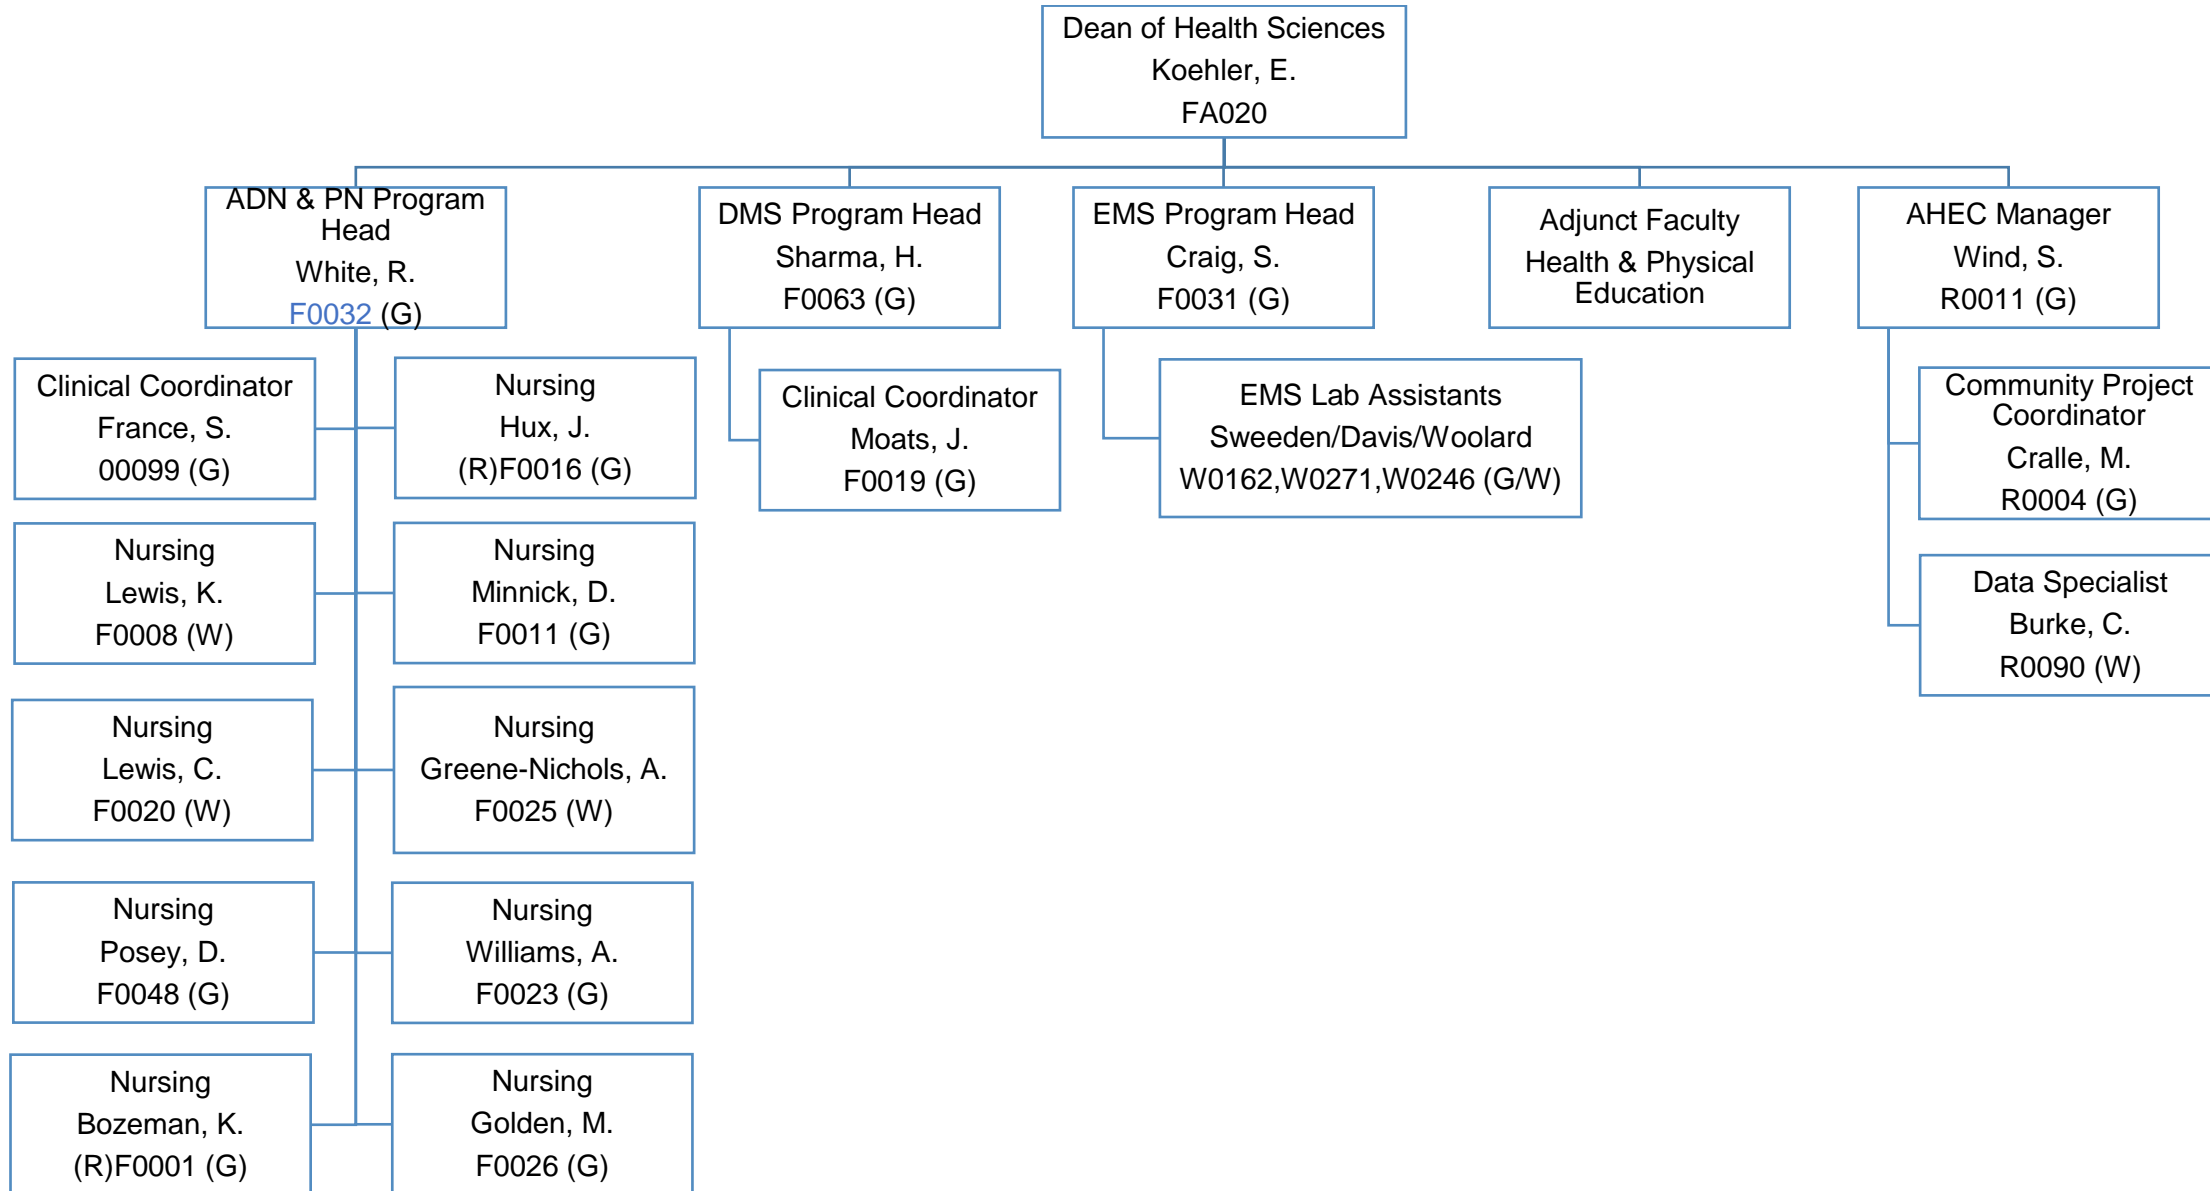 Dean of Health Sciences
Koehler, E.
FA020
ADN & PN Program
Head
White, R.
F0032 (G)
DMS Program Head
Sharma, H.
F0063 (G)
EMS Program Head
Craig, S.
F0031 (G)
Adjunct Faculty
Health & Physical
Education
AHEC Manager
Wind, S.
R0011 (G)
Clinical Coordinator
France, S.
00099 (G)
Nursing
Hux, J.
(R)F0016 (G)
Clinical Coordinator
Moats, J.
F0019 (G)
EMS Lab Assistants
Sweeden/Davis/Woolard
W0162,W0271,W0246 (G/W)
Community Project
Coordinator
Cralle, M.
R0004 (G)
Nursing
Lewis, K.
F0008 (W)
Nursing
Minnick, D.
F0011 (G)
Data Specialist
Burke, C.
R0090 (W)
Nursing
Lewis, C.
F0020 (W)
Nursing
Greene-Nichols, A.
F0025 (W)
Nursing
Posey, D.
F0048 (G)
Nursing
Williams, A.
F0023 (G)
Nursing
Bozeman, K.
(R)F0001 (G)
Nursing
Golden, M.
F0026 (G)